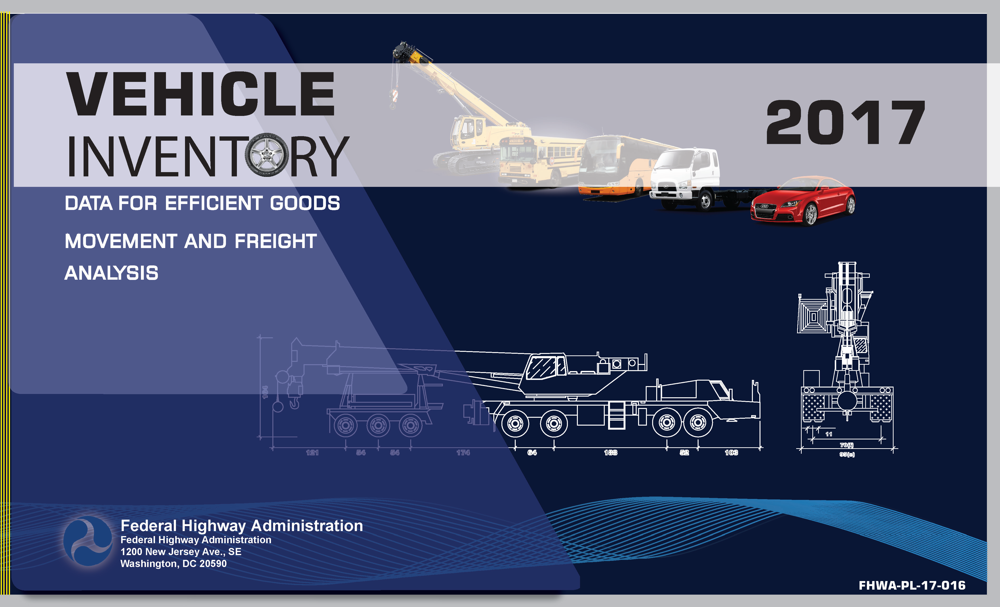 VEHICLE
INVENTORY
2017
DATA FOR EFFICIENT GOODS
MOVEMENT AND FREIGHT
ANALYSIS
11
70(f)
95(e)
121 54 54 174 64 188 52 103
Federal Highway Administration
Federal Highway Administration
1200 New Jersey Ave., SE
Washington, DC 20590
FHWA-PL-17-016